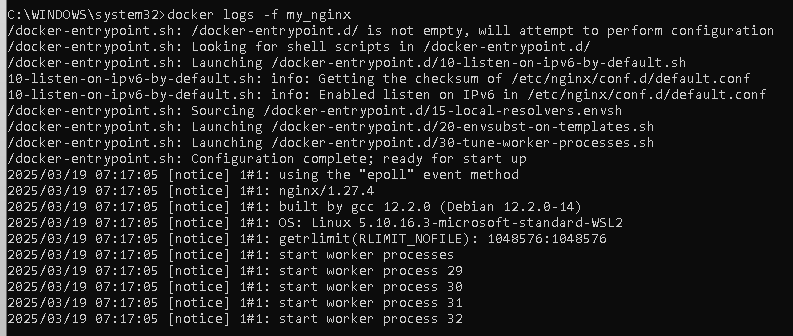 C:\WINDOWS\system32>docker logs -f my_nginx
/docker-entrypoint.sh: /docker-entrypoint.d/ is not empty, will attempt to perform configuration
/docker-entrypoint.sh: Looking for shell scripts in /docker-entrypoint.d/
/docker-entrypoint.sh: Launching /docker-entrypoint.d/10-listen-on-ipv6-by-default.sh
10-listen-on-ipv6-by-default.sh: info: Getting the checksum of /etc/nginx/conf.d/default.conf
10-listen-on-ipv6-by-default.sh: info: Enabled listen on IPv6 in /etc/nginx/conf.d/default.conf
/docker-entrypoint.sh: Sourcing /docker-entrypoint.d/15-local-resolvers.envsh
/docker-entrypoint.sh: Launching /docker-entrypoint.d/20-envsubst-on-templates.sh
/docker-entrypoint.sh: Launching /docker-entrypoint.d/30-tune-worker-processes.sh
/docker-entrypoint.sh: Configuration complete; ready for start up
2025/03/19 07:17:05 [notice] 1#1: using the "epoll" event method
2025/03/19 07:17:05 [notice] 1#1: nginx/1.27.4
2025/03/19 07:17:05 [notice] 1#1: built by gcc 12.2.0 (Debian 12.2.0-14)
2025/03/19 07:17:05 [notice] 1#1: OS: Linux 5.10.16.3-microsoft-standard-WSL2
2025/03/19 07:17:05 [notice] 1#1: getrlimit(RLIMIT_NOFILE): 1048576:1048576
2025/03/19 07:17:05 [notice] 1#1: start worker processes
2025/03/19 07:17:05 [notice] 1#1: start worker process 29
2025/03/19 07:17:05 [notice] 1#1: start worker process 30
2025/03/19 07:17:05 [notice] 1#1: start worker process 31
2025/03/19 07:17:05 [notice] 1#1: start worker process 32